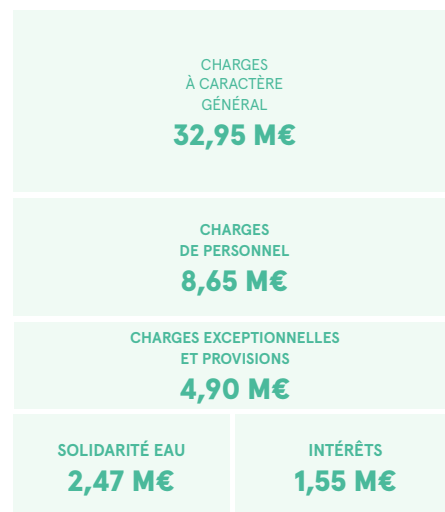 CHARGES
À CARACTÈRE
GÉNÉRAL
32,95 M€
CHARGES
DE PERSONNEL
8,65 M€
CHARGES EXCEPTIONNELLES
ET PROVISIONS
4,90 M€
SOLIDARITÉ EAU
2,47 M€
INTÉRÊTS
1,55 M€